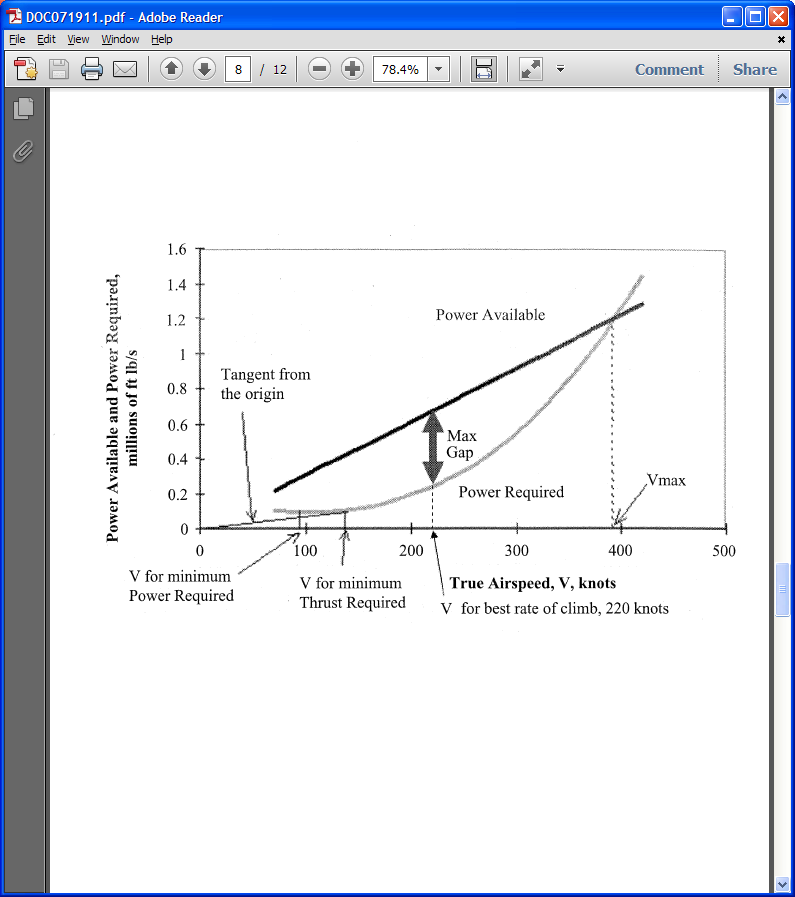 DOC071911.pdf - Adobe Reader
File Edit View Window Help
8 / 12 78.4% Comment Share
Power Available and Power Required,
millions of ft lb/s
1.6
1.4
1.2
1
0.8
0.6
0.4
0.2
0
Power Available
Tangent from
the origin
Max
Gap
Power Required
Vmax
0 100 200 300 400 500
V for minimum
Power Required
V for minimum
Thrust Required
True Airspeed, V, knots
V for best rate of climb, 220 knots